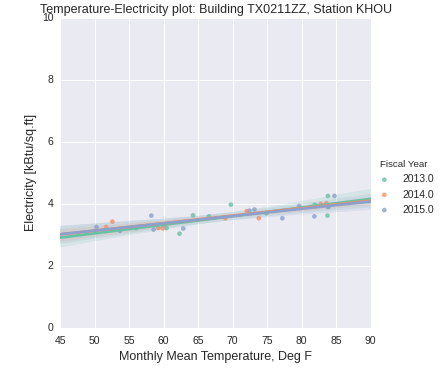 Temperature-Electricity plot: Building TX0211ZZ, Station KHOU
10
8
6
4
2
0
Electricity [kBtu/sq.ft]
45 50 55 60 65 70 75 80 85 90
Monthly Mean Temperature, Deg F
Fiscal Year
2013.0
2014.0
2015.0